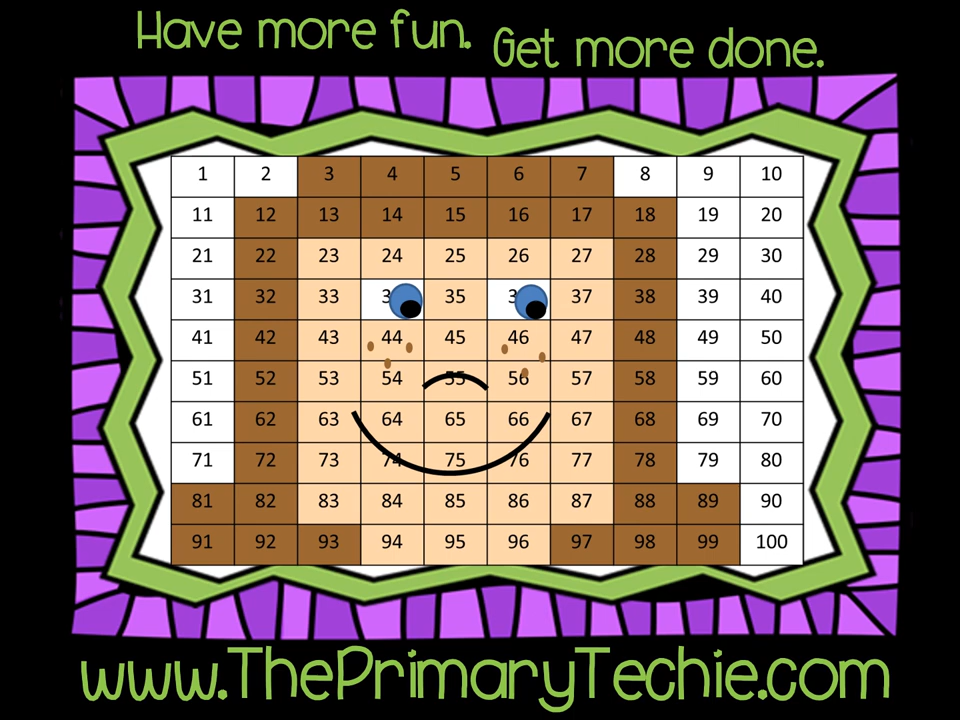 Have more fun. Get more done.
1 2 3 4 5 6 7 8 9 10
11 12 13 14 15 16 17 18 19 20
21 22 23 24 25 26 27 28 29 30
31 32 33 3 35 3 37 38 39 40
41 42 43 44 45 46 47 48 49 50
51 52 53 54 55 56 57 58 59 60
61 62 63 64 65 66 67 68 69 70
71 72 73 74 75 76 77 78 79 80
81 82 83 84 85 86 87 88 89 90
91 92 93 94 95 96 97 98 99 100
www.ThePrimaryTechie.com